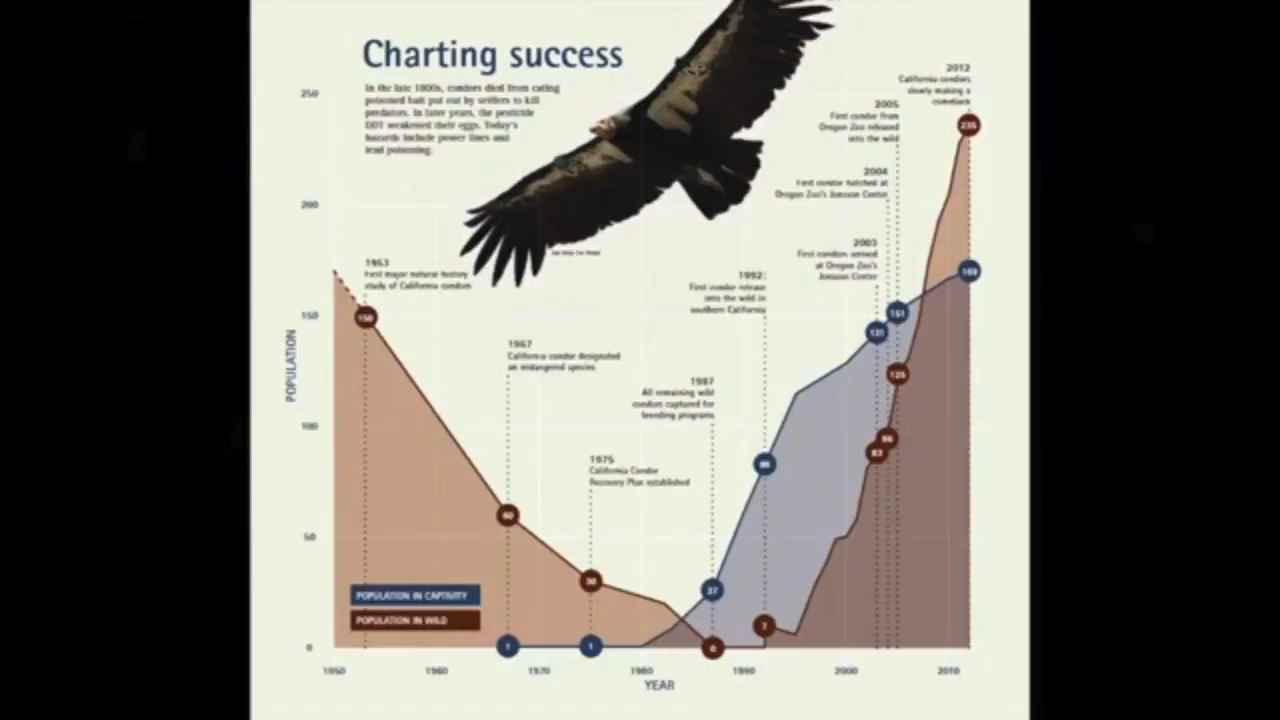 Charting success
In the late 1800s, condors died from eating
poisoned bait put out by settlers to kill
predators. In later years, the pesticide
DDT weakened their eggs. Today's
hazards include power lines and
lead poisoning.
250
200
150
100
50
0
POPULATION
1953
First major natural history
study of California condors
150
1967
California condor designated
an endangered species
60
1
1975
California Condor
Recovery Plan established
30
1
1987
All remaining wild
condors captured for
breeding programs
27
0
1992
First condor release
into the wild in
southern California
7
2003
First condors arrived
at Oregon Zoo's
Jonsson Center
131
83
2004
First condor hatched at
Oregon Zoo's Jonsson Center
96
2005
First condor from
Oregon Zoo released
into the wild
151
125
2012
California condors
slowly making a
comeback
235
169
POPULATION IN CAPTIVITY
POPULATION IN WILD
1950
1960
1970
1980
1990
2000
2010
YEAR